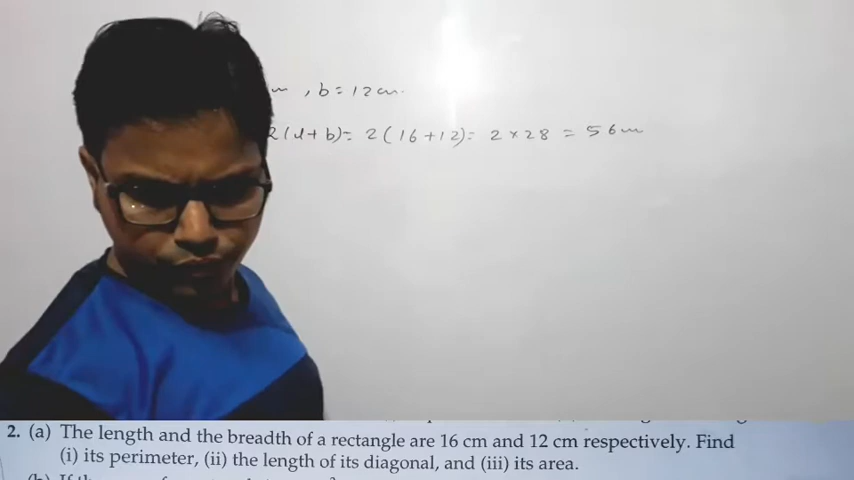 , b = 12 cm.
2(l + b) = 2(16+12) = 2 × 28 = 56 cm
2. (a) The length and the breadth of a rectangle are 16 cm and 12 cm respectively. Find
(i) its perimeter, (ii) the length of its diagonal, and (iii) its area.